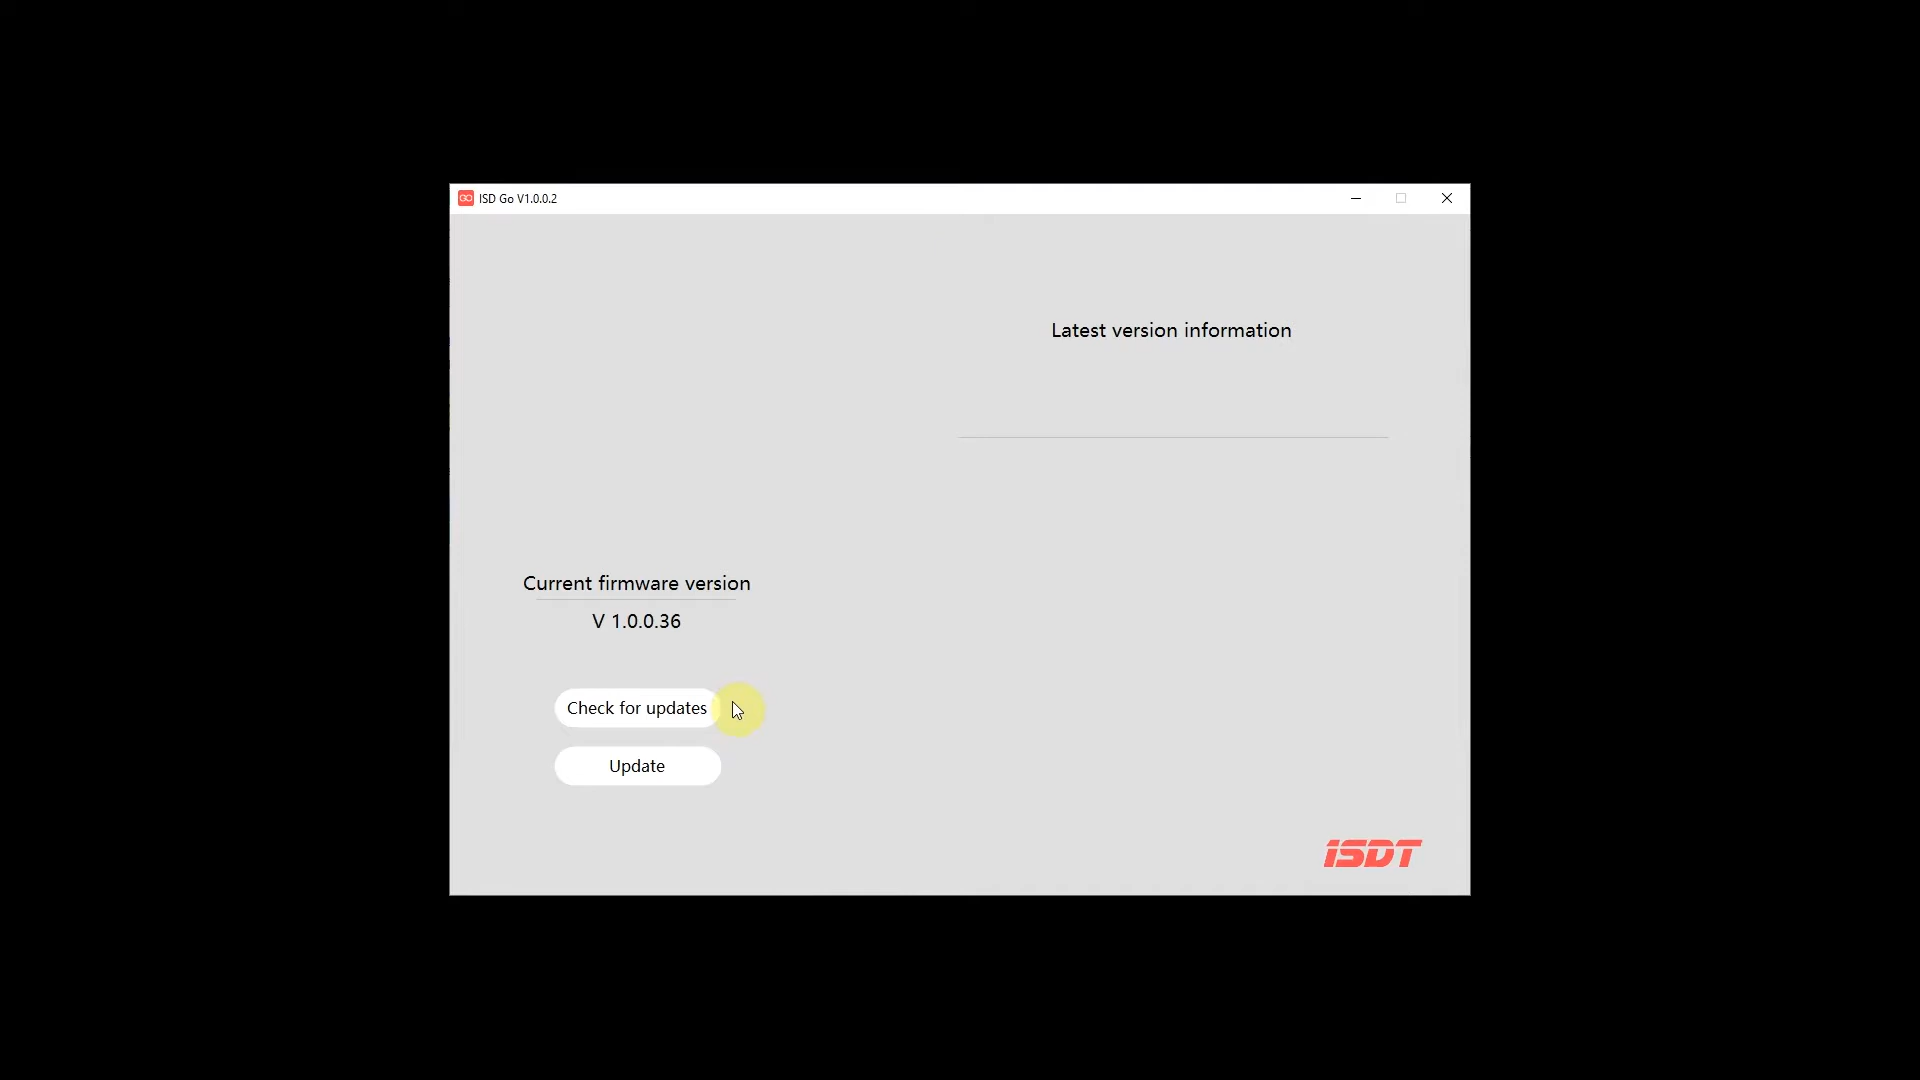 GO ISD Go V1.0.0.2
Latest version information
Current firmware version
V 1.0.0.36
Check for updates
Update
ISDT